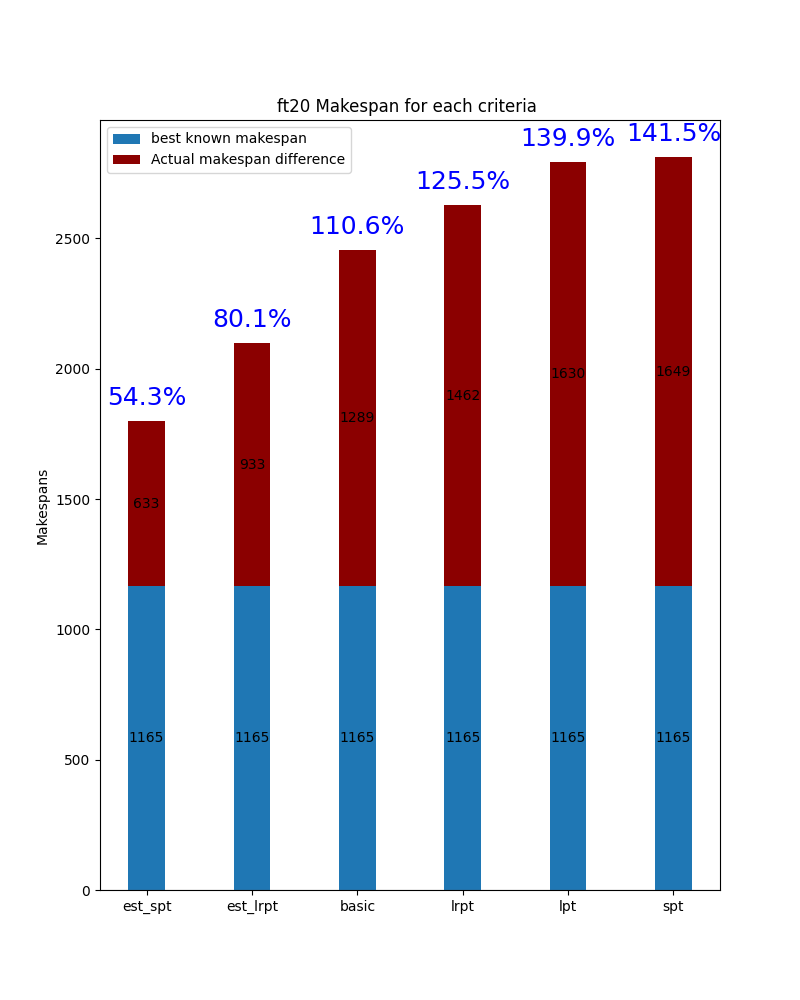 ft20 Makespan for each criteria
best known makespan
Actual makespan difference
54.3%
80.1%
110.6%
125.5%
139.9%
141.5%
Makespans
2500
2000
1500
1000
500
0
633
933
1289
1462
1630
1649
1165
1165
1165
1165
1165
1165
est_spt
est_lrpt
basic
lrpt
lpt
spt